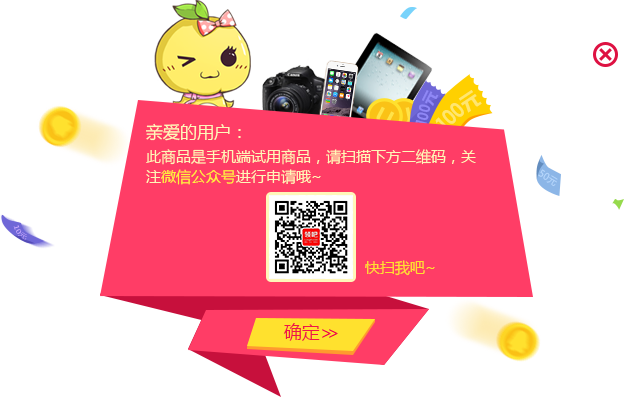 100元
100元
50元
10元
亲爱的用户：
此商品是手机端试用商品，请扫描下方二维码，关
注微信公众号进行申请哦~
快扫我吧~
确定>>